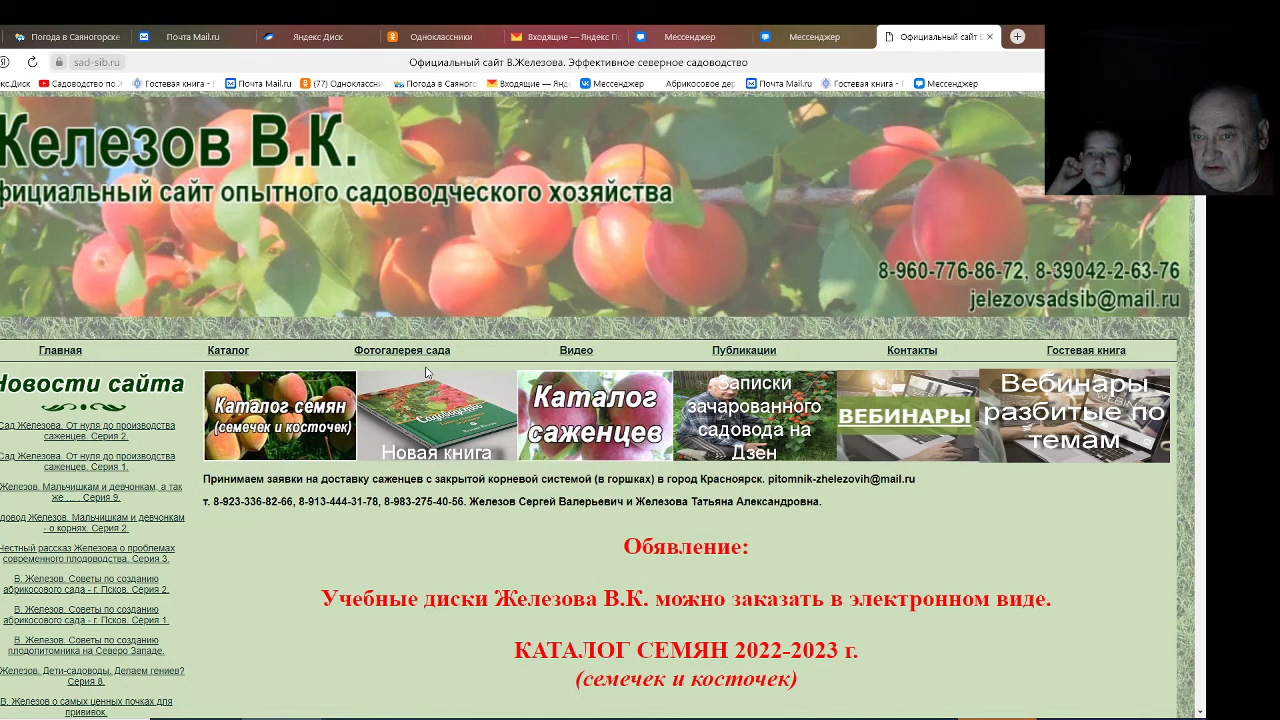 Погода в Саяногорске
Почта Mail.ru
Яндекс Диск
Одноклассники
Входящие — Яндекс По
Мессенджер
Мессенджер
Официальный сайт
sad-sib.ru
Официальный сайт В.Железова. Эффективное северное садоводство
кс.Диск
Садоводство по
Гостевая книга -
Почта Mail.ru
(77) Одноклассни
Погода в Саяного
Входящие — Янд
Мессенджер
Абрикосовое дер
Почта Mail.ru
Гостевая книга -
Мессенджер
Железов В.К.
фициальный сайт опытного садоводческого хозяйства
8-960-776-86-72, 8-39042-2-63-76
jelezovsadsib@mail.ru
Главная
Каталог
Фотогалерея сада
Видео
Публикации
Контакты
Гостевая книга
Новости сайта
Сад Железова. От нуля до производства
саженцев. Серия 2.
Сад Железова. От нуля до производства
саженцев. Серия 1.
Железов. Мальчишкам и девчонкам, а так
же ... . Серия 9.
довод Железов. Мальчишкам и девчонкам
- о корнях. Серия 2.
Честный рассказ Железова о проблемах
современного плодоводства. Серия 3.
В. Железов. Советы по созданию
абрикосового сада - г. Псков. Серия 2.
В. Железов. Советы по созданию
абрикосового сада - г. Псков. Серия 1.
В. Железов. Советы по созданию
плодопитомника на Северо Западе.
Железов. Дети-садоводы. Делаем гениев?
Серия 8.
В. Железов о самых ценных почках для
прививок.
Каталог семян
(семечек и косточек)
Садоводство
Новая книга
Каталог
саженцев
Записки
зачарованного
садовода на
Дзен
ВЕБИНАРЫ
Вебинары
разбитые по
темам
Принимаем заявки на доставку саженцев с закрытой корневой системой (в горшках) в город Красноярск. pitomnik-zhelezovih@mail.ru
т. 8-923-336-82-66, 8-913-444-31-78, 8-983-275-40-56. Железов Сергей Валерьевич и Железова Татьяна Александровна.
Обявление:
Учебные диски Железова В.К. можно заказать в электронном виде.
КАТАЛОГ СЕМЯН 2022-2023 г.
(семечек и косточек)